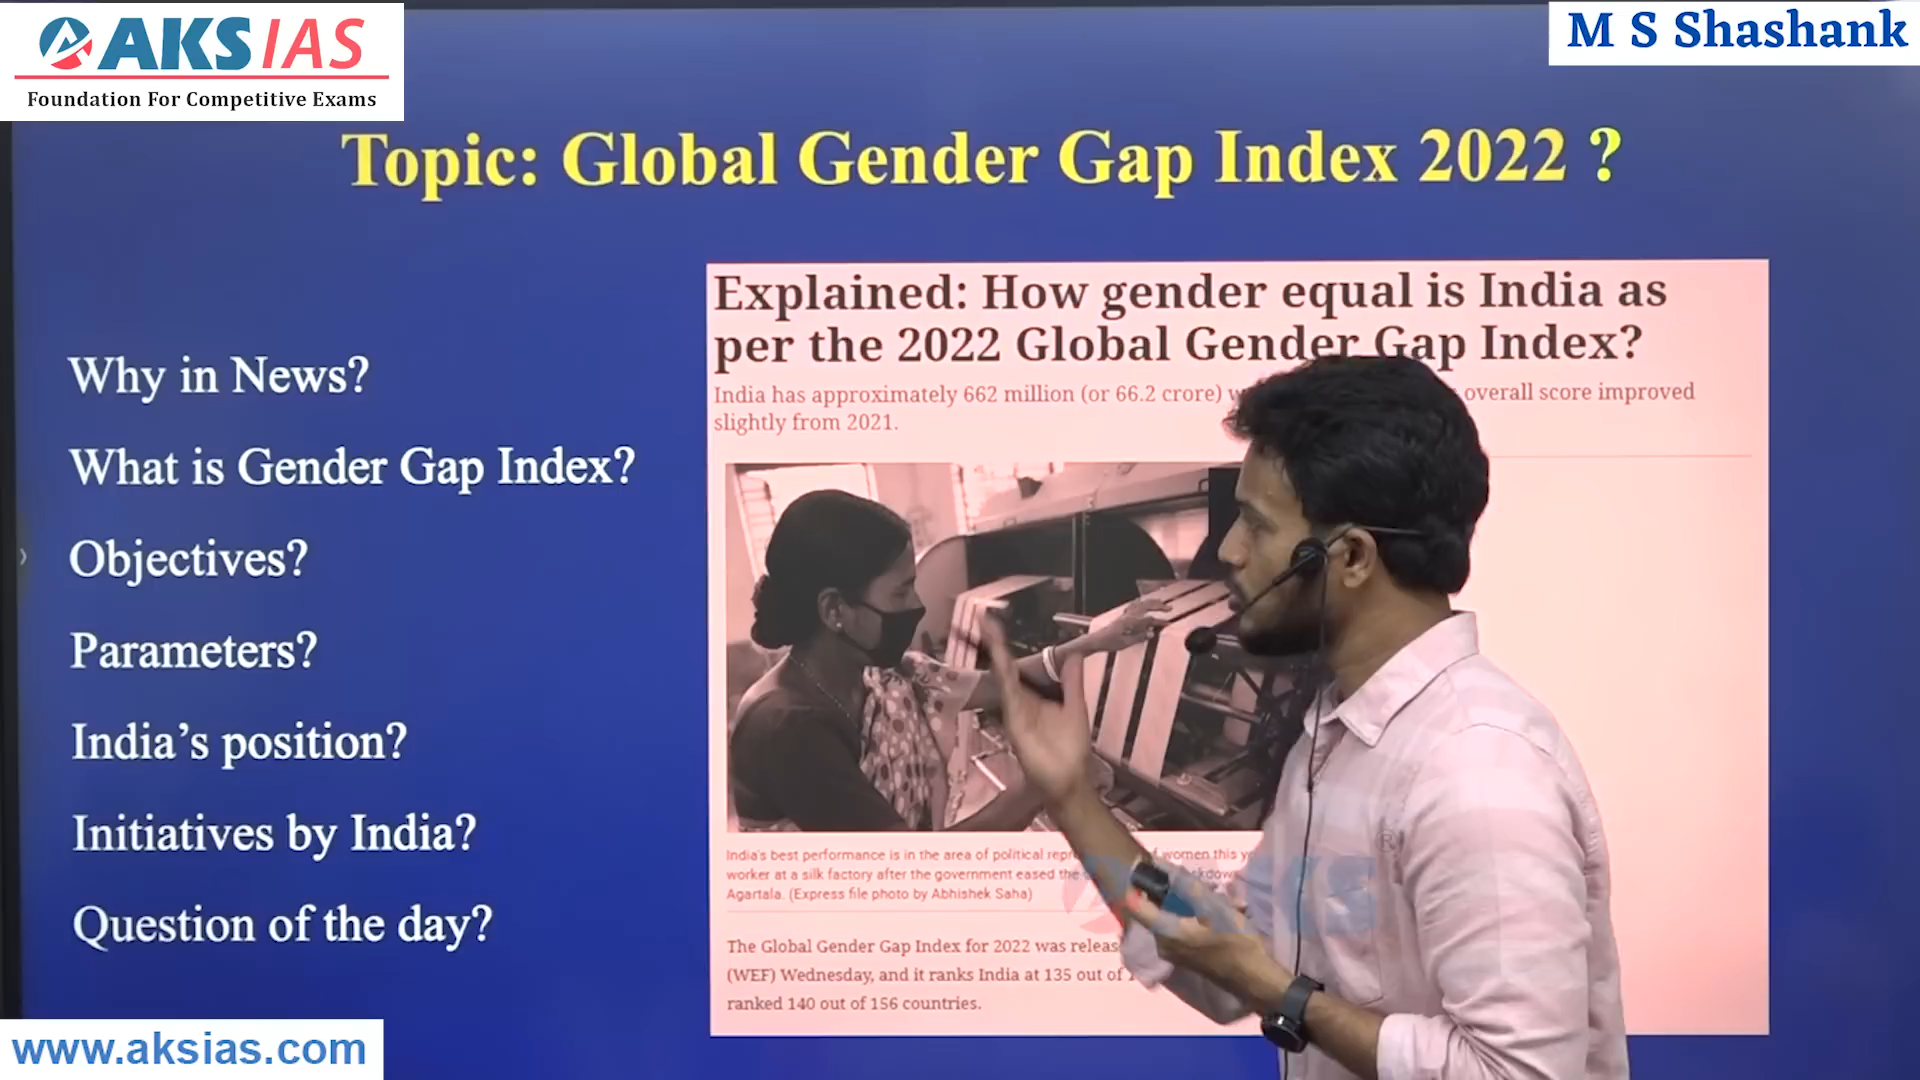 AKS IAS
Foundation For Competitive Exams
M S Shashank
Topic: Global Gender Gap Index 2022 ?
Why in News?
What is Gender Gap Index?
Objectives?
Parameters?
India’s position?
Initiatives by India?
Question of the day?
Explained: How gender equal is India as
per the 2022 Global Gender Gap Index?
India has approximately 662 million (or 66.2 crore) overall score improved
slightly from 2021.
India's best performance is in the area of political of women this
worker at a silk factory after the government eased the
Agartala. (Express file photo by Abhishek Saha)
The Global Gender Gap Index for 2022 was
(WEF) Wednesday, and it ranks India at 135 out of
ranked 140 out of 156 countries.
AKS ®
www.aksias.com